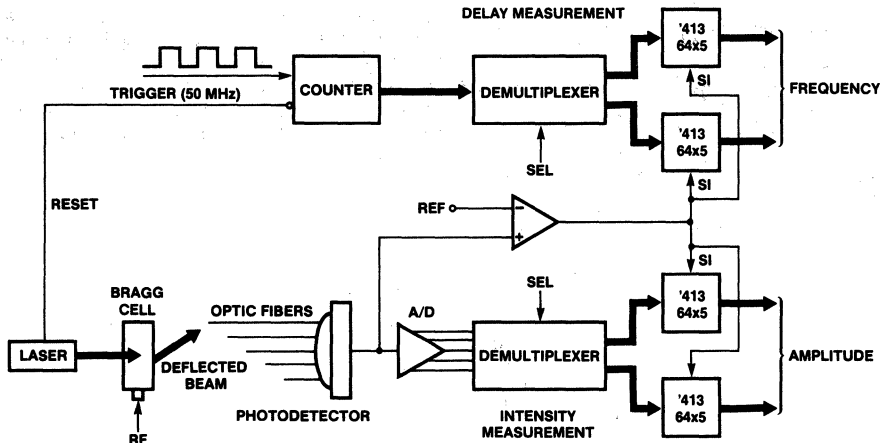 DELAY MEASUREMENT
'413
64x5
SI
TRIGGER (50 MHz)
COUNTER
DEMULTIPLEXER
FREQUENCY
'413
64x5
SEL
SI
RESET
REF
−
+
SI
BRAGG
CELL
OPTIC FIBERS
A/D
SEL
'413
64x5
LASER
DEFLECTED
BEAM
DEMULTIPLEXER
AMPLITUDE
PHOTODETECTOR
INTENSITY
MEASUREMENT
'413
64x5
RF